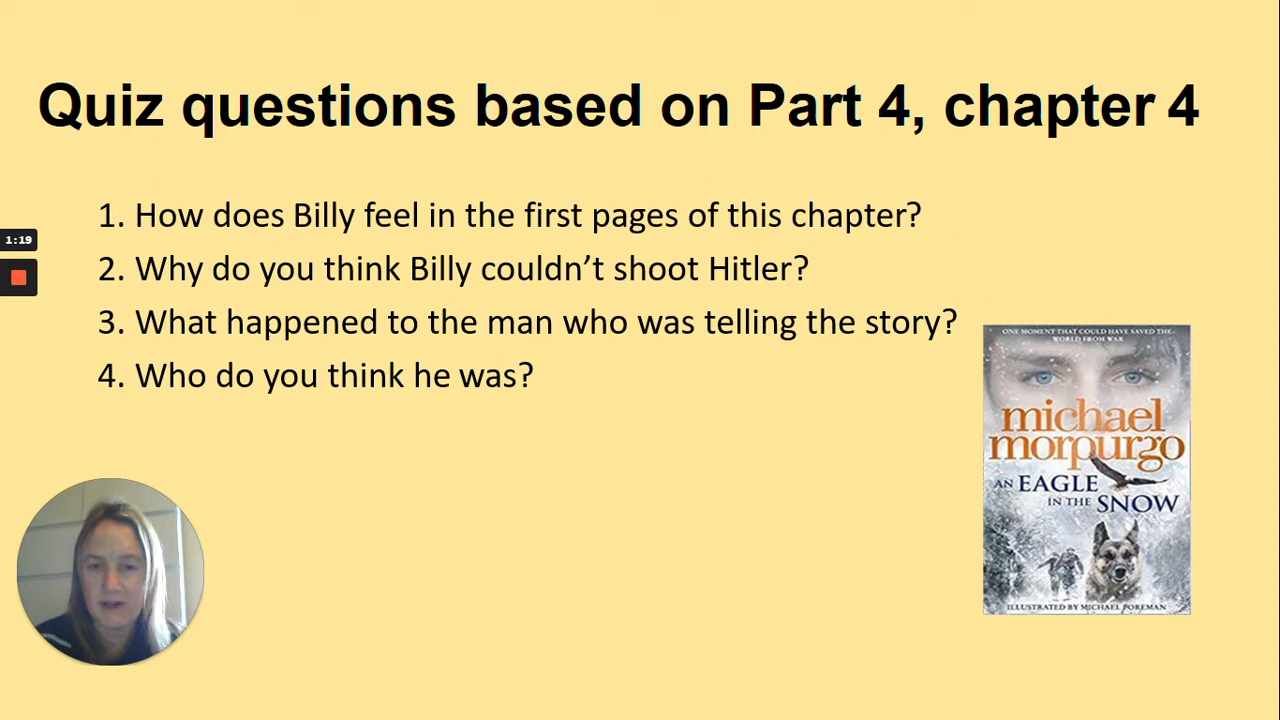 Quiz questions based on Part 4, chapter 4
1. How does Billy feel in the first pages of this chapter?
2. Why do you think Billy couldn’t shoot Hitler?
3. What happened to the man who was telling the story?
4. Who do you think he was?
1:19
ONE MOMENT THAT COULD HAVE SAVED THE
WORLD FROM WAR
michael
morpurgo
AN EAGLE
IN THE SNOW
ILLUSTRATED BY MICHAEL FOREMAN